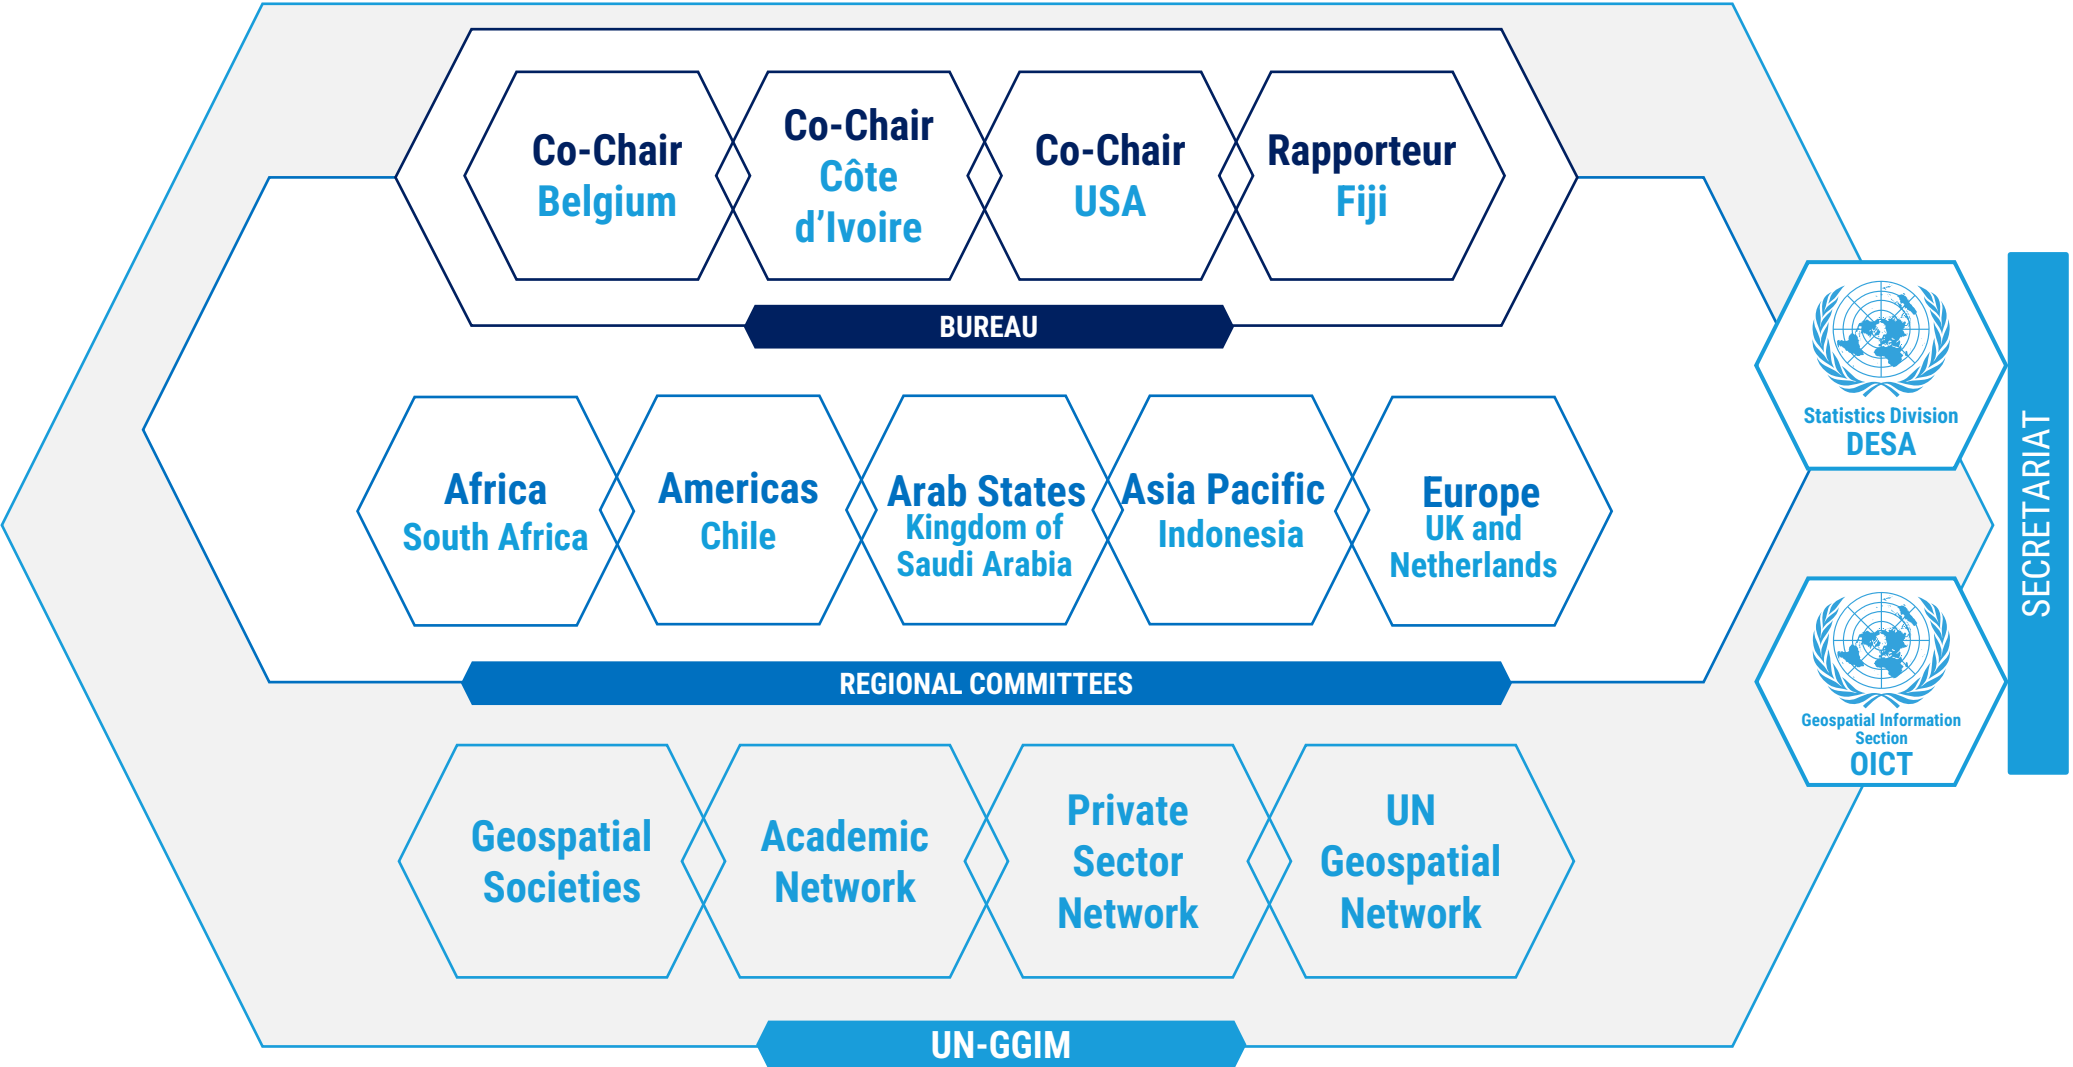 Co-Chair
Belgium
Co-Chair
Côte
d’Ivoire
Co-Chair
USA
Rapporteur
Fiji
BUREAU
Africa
South Africa
Americas
Chile
Arab States
Kingdom of
Saudi Arabia
Asia Pacific
Indonesia
Europe
UK and
Netherlands
REGIONAL COMMITTEES
Geospatial
Societies
Academic
Network
Private
Sector
Network
UN
Geospatial
Network
UN-GGIM
Statistics Division
DESA
Geospatial Information
Section
OICT
SECRETARIAT